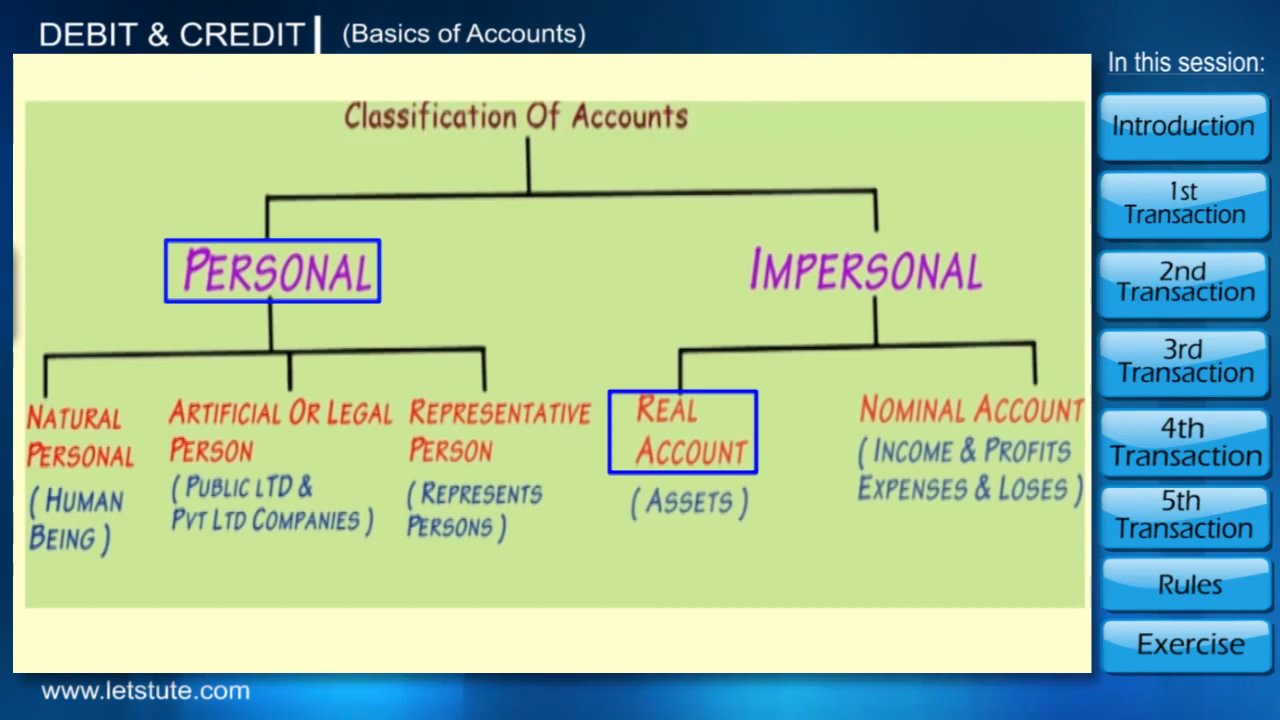 DEBIT & CREDIT | (Basics of Accounts)
In this session:
Classification Of Accounts
PERSONAL
IMPERSONAL
NATURAL
PERSONAL
( HUMAN
BEING )
ARTIFICIAL OR LEGAL
PERSON
( PUBLIC LTD &
PVT LTD COMPANIES )
REPRESENTATIVE
PERSON
( REPRESENTS
PERSONS )
REAL
ACCOUNT
( ASSETS )
NOMINAL ACCOUNT
( INCOME & PROFITS
EXPENSES & LOSES )
Introduction
1st
Transaction
2nd
Transaction
3rd
Transaction
4th
Transaction
5th
Transaction
Rules
Exercise
www.letstute.com